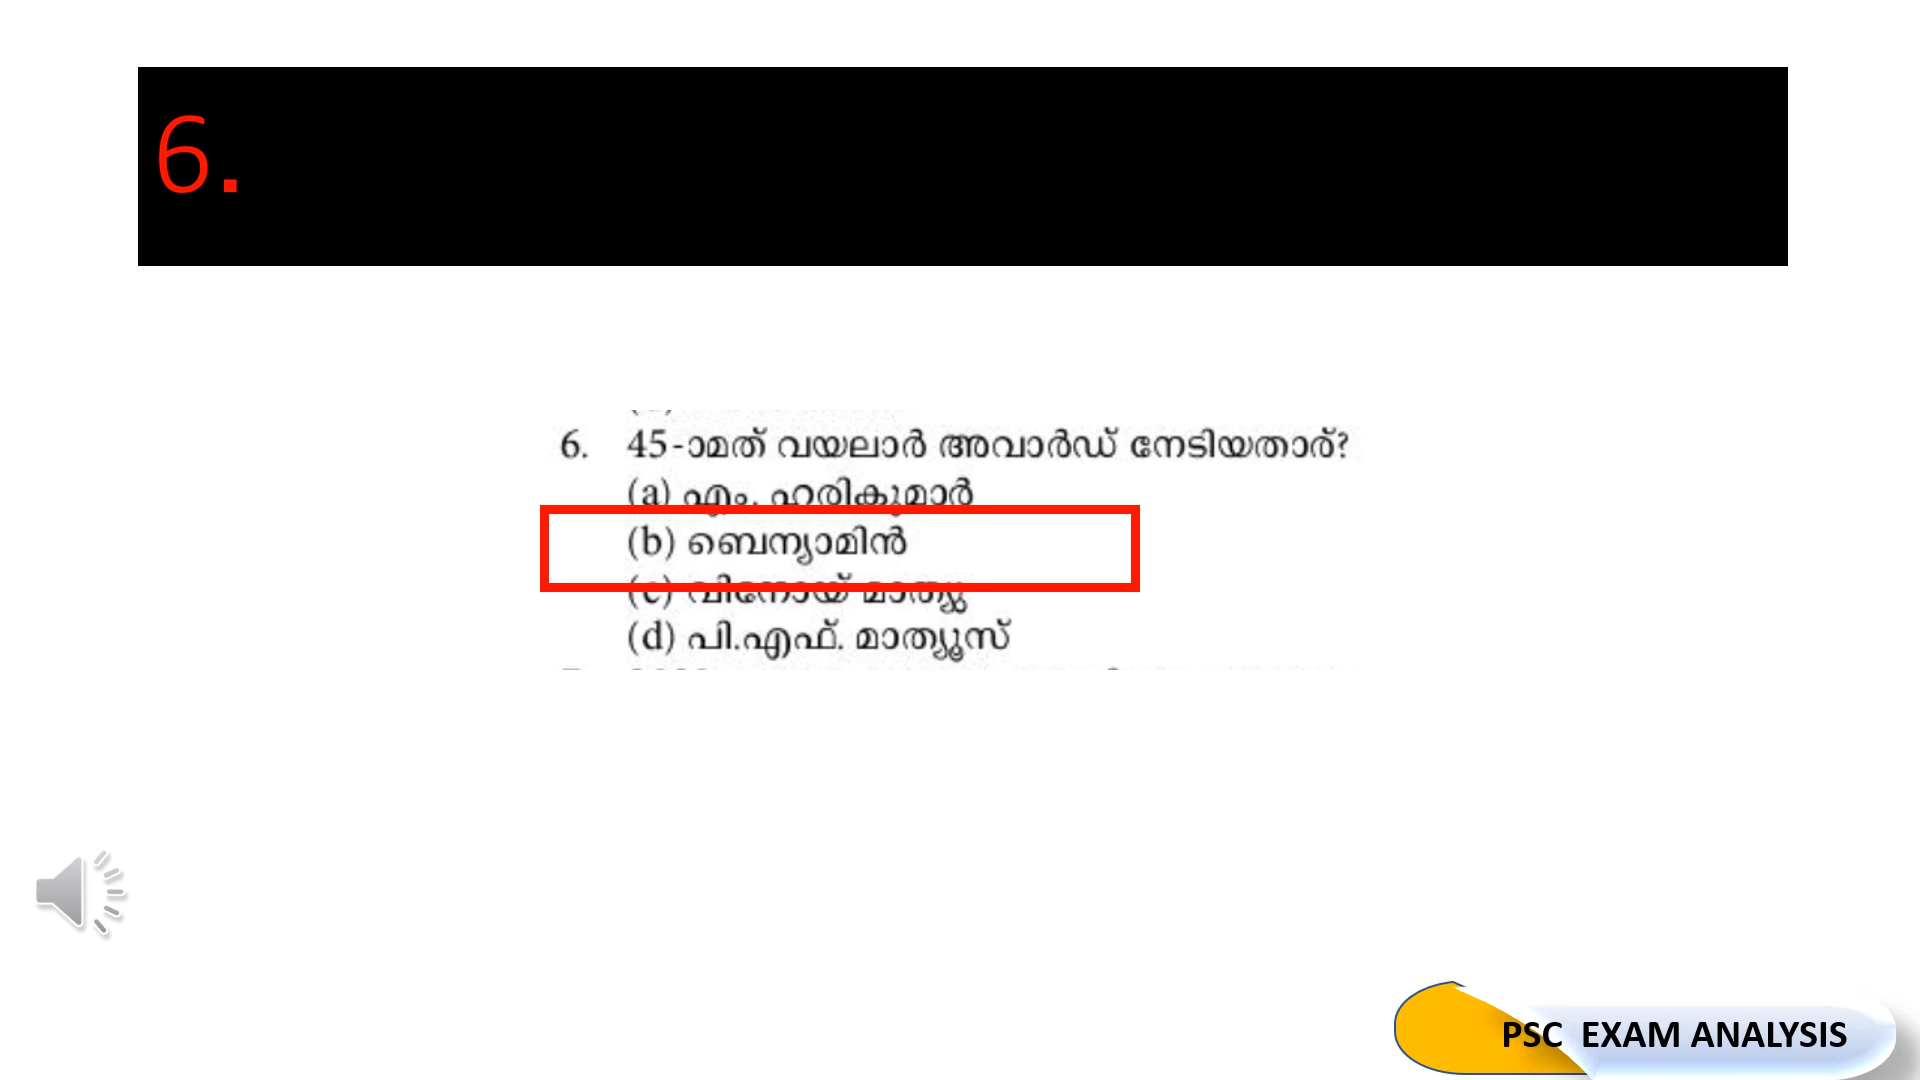 6.
6. 45-ാമത് വയലാർ അവാർഡ് നേടിയതാര്?
(a) എം. ഹരികുമാർ
(b) ബെന്യാമിൻ
(c) വിനോയ് മാത്യു
(d) പി.എഫ്. മാത്യൂസ്
PSC EXAM ANALYSIS